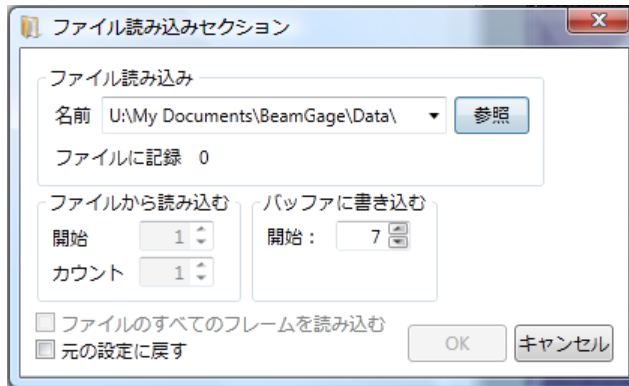 ファイル読み込みセクション
ファイル読み込み
名前 U:\My Documents\BeamGage\Data\ 参照
ファイルに記録 0
ファイルから読み込む バッファに書き込む
開始 1 開始： 7
カウント 1
ファイルのすべてのフレームを読み込む
元の設定に戻す OK キャンセル